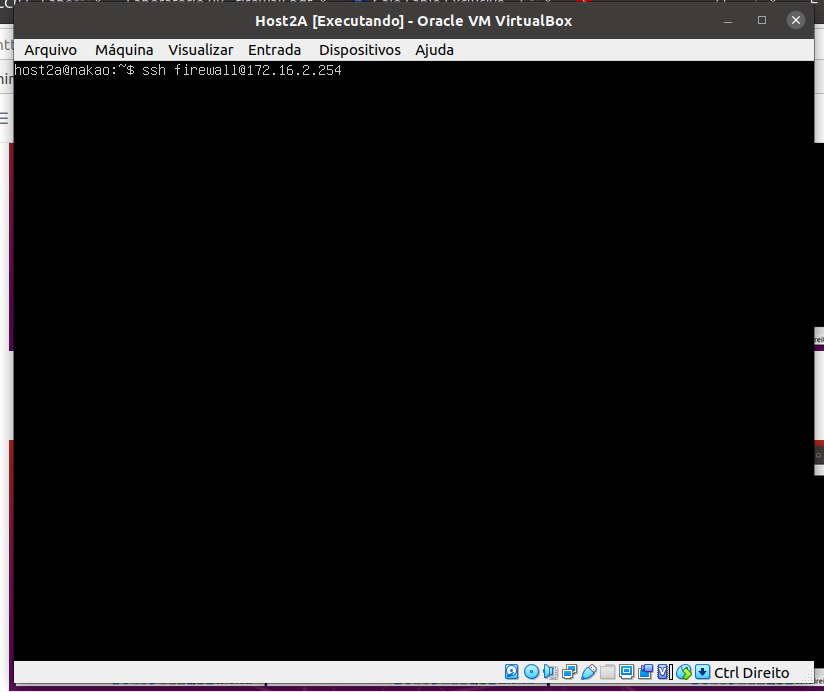 Host2A [Executando] - Oracle VM VirtualBox
Arquivo Máquina Visualizar Entrada Dispositivos Ajuda
host2a@nakao:~$ ssh firewall@172.16.2.254
Ctrl Direito